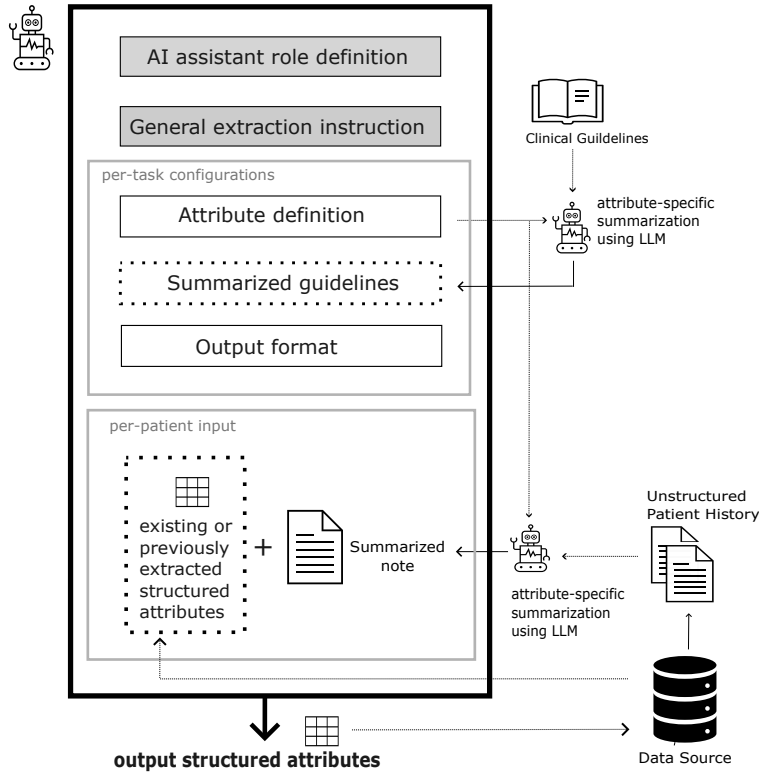 AI assistant role definition
General extraction instruction
per-task configurations
Attribute definition
Summarized guidelines
Output format
Clinical Guildelines
attribute-specific
summarization
using LLM
per-patient input
existing or
previously
extracted
structured
attributes
+
Summarized
note
attribute-specific
summarization
using LLM
Unstructured
Patient History
Data Source
output structured attributes